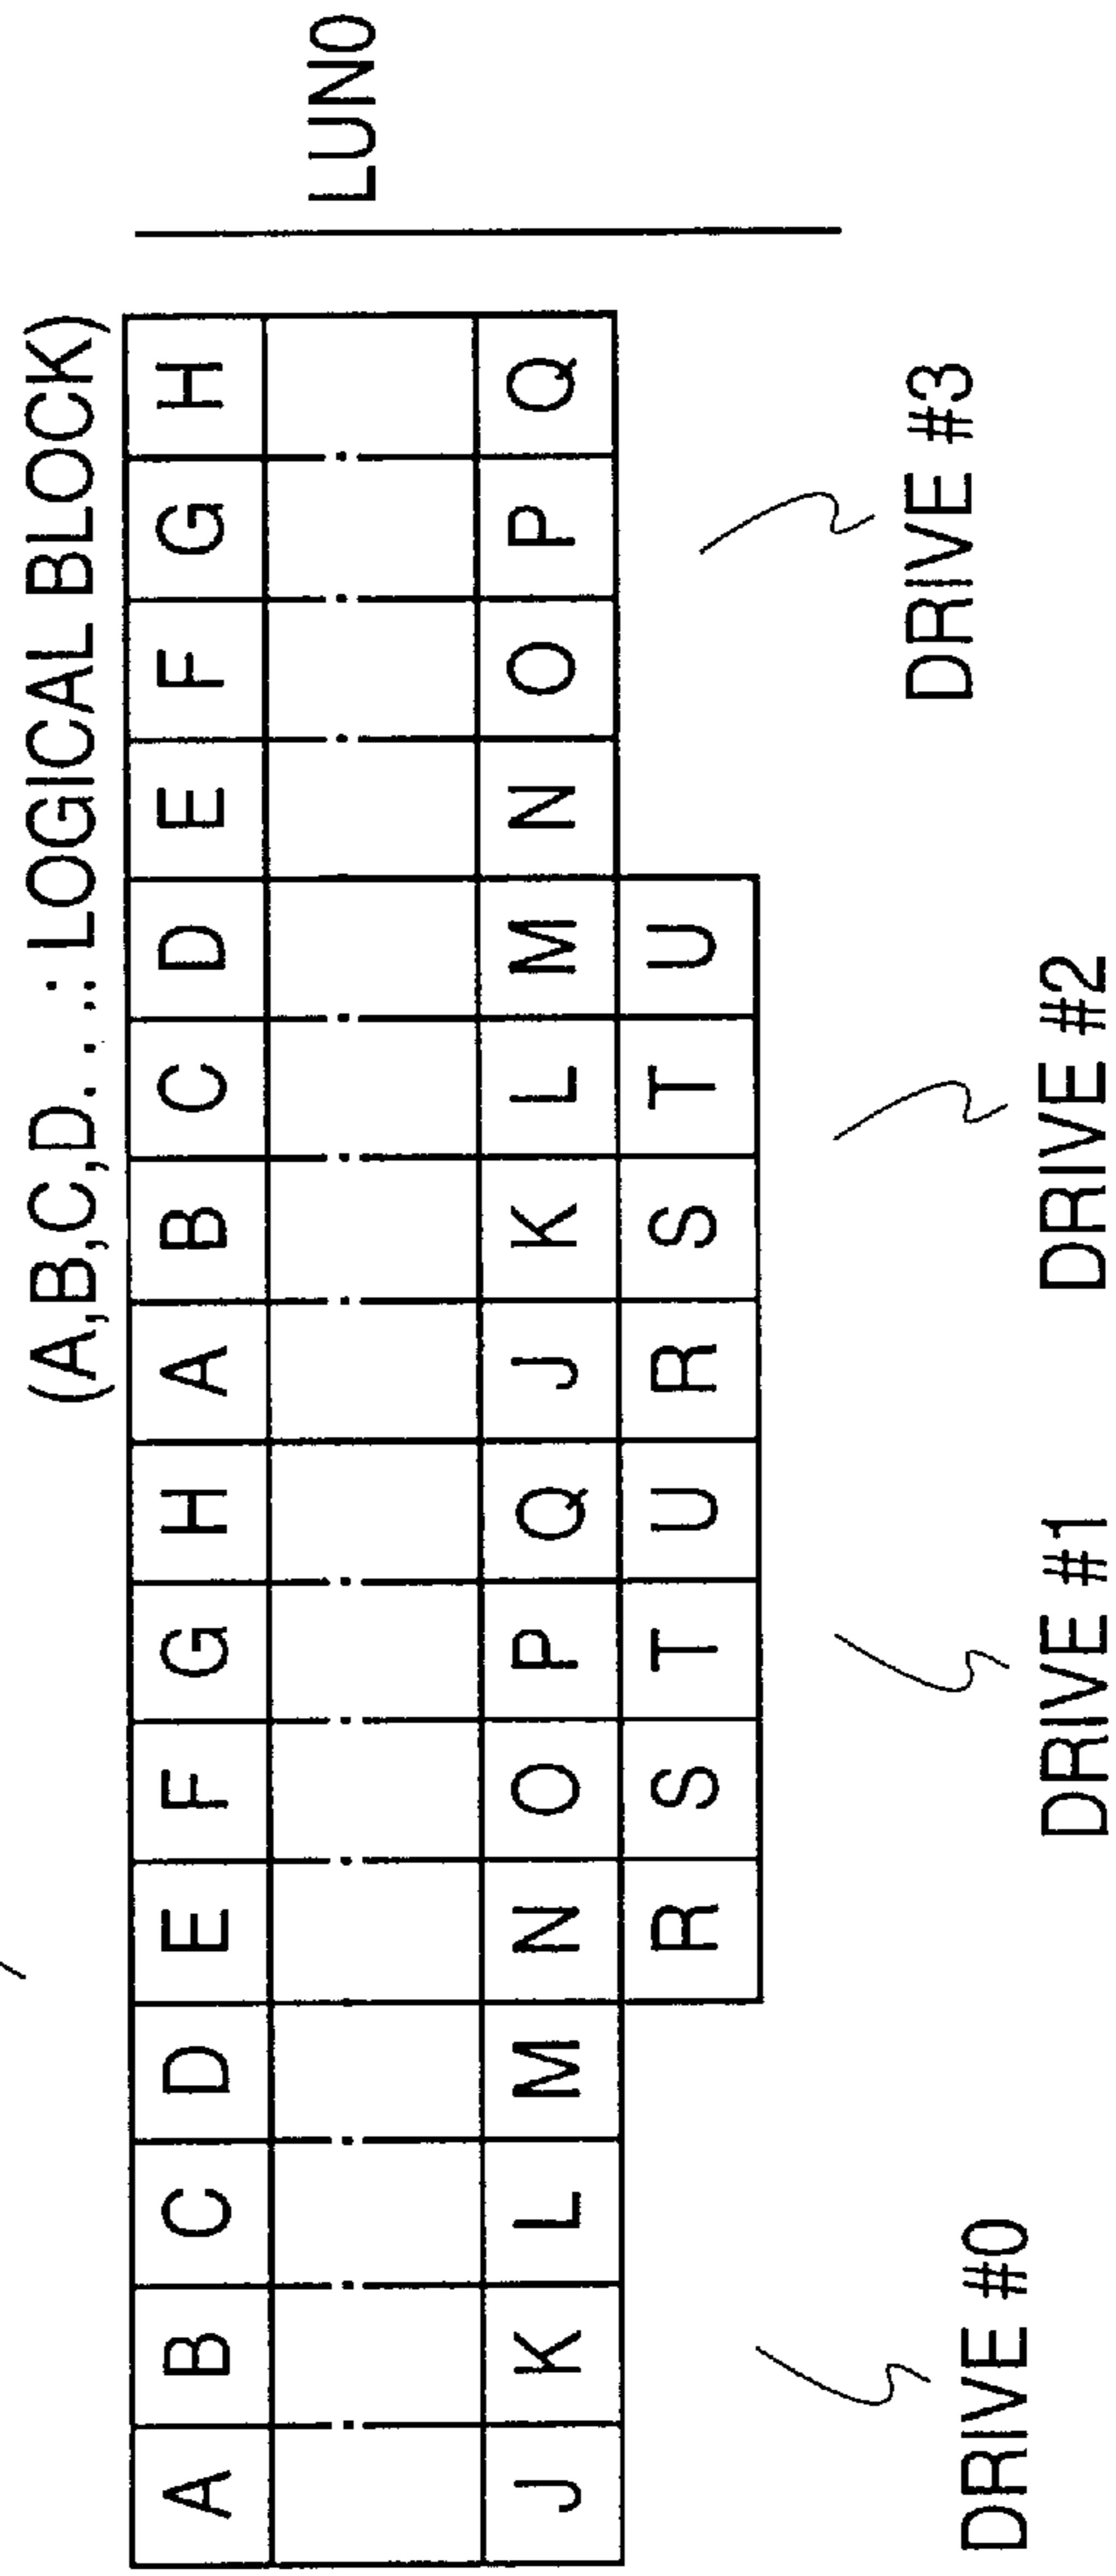 (A,B,C,D. . .: LOGICAL BLOCK)
A B C D E F G H A B C D E F G H
J K L M N O P Q J K L M N O P Q
R S T U R S T U
LUN0
DRIVE #0
DRIVE #1
DRIVE #2
DRIVE #3